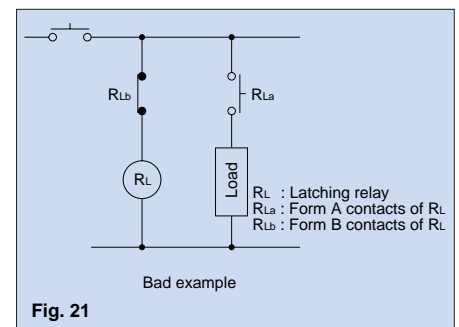 RLb
RLa
RL
Load
RL : Latching relay
RLa : Form A contacts of RL
RLb : Form B contacts of RL
Bad example
Fig. 21